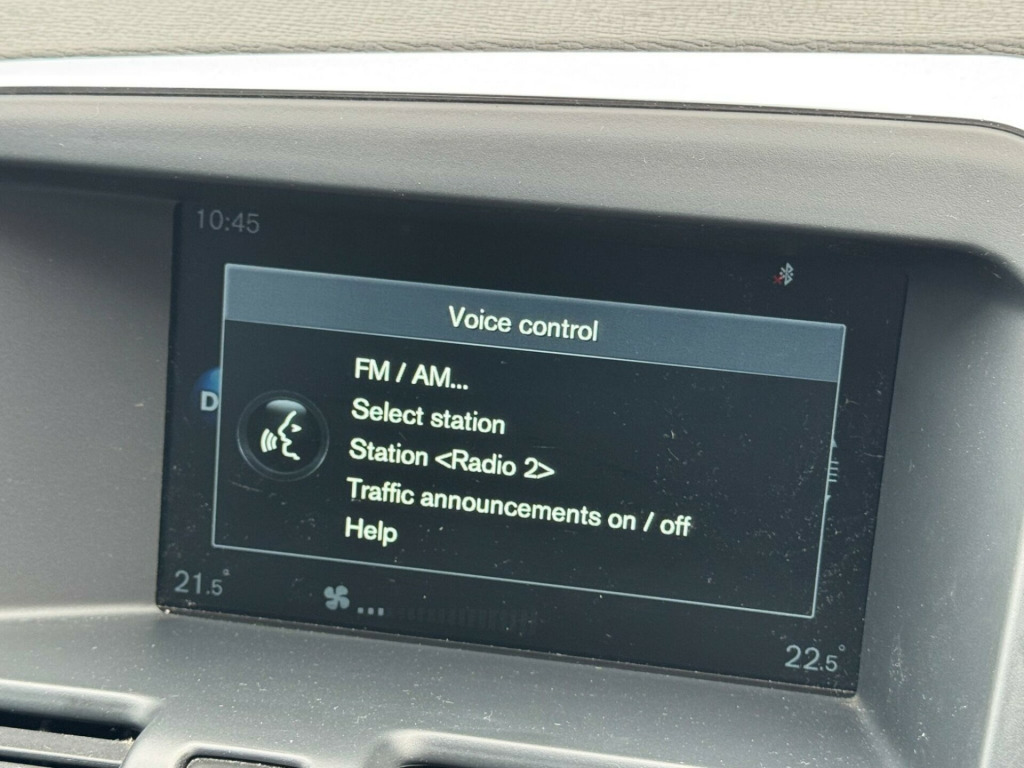 10:45
Voice control
FM / AM...
Select station
D
Station <Radio 2>
Traffic announcements on / off
Help
21.5°
22.5°